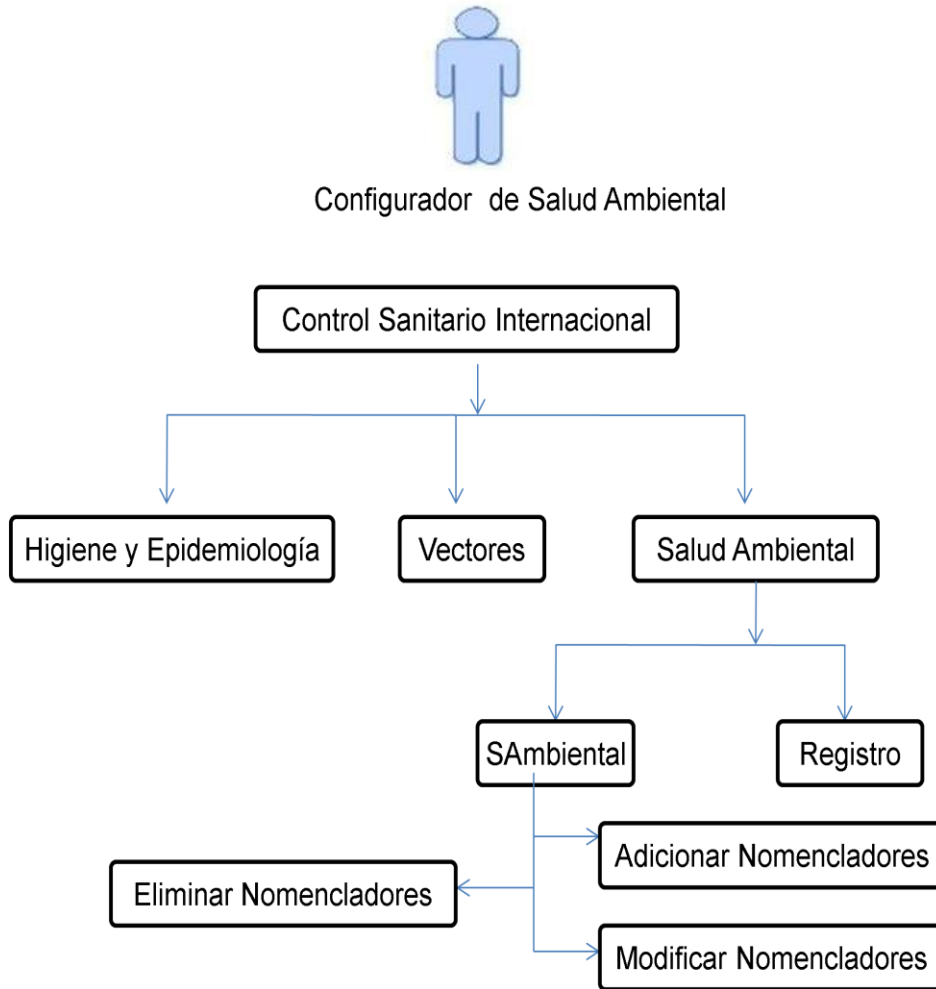 Configurador de Salud Ambiental
Control Sanitario Internacional
Higiene y Epidemiología
Vectores
Salud Ambiental
SAmbiental
Registro
Adicionar Nomencladores
Eliminar Nomencladores
Modificar Nomencladores